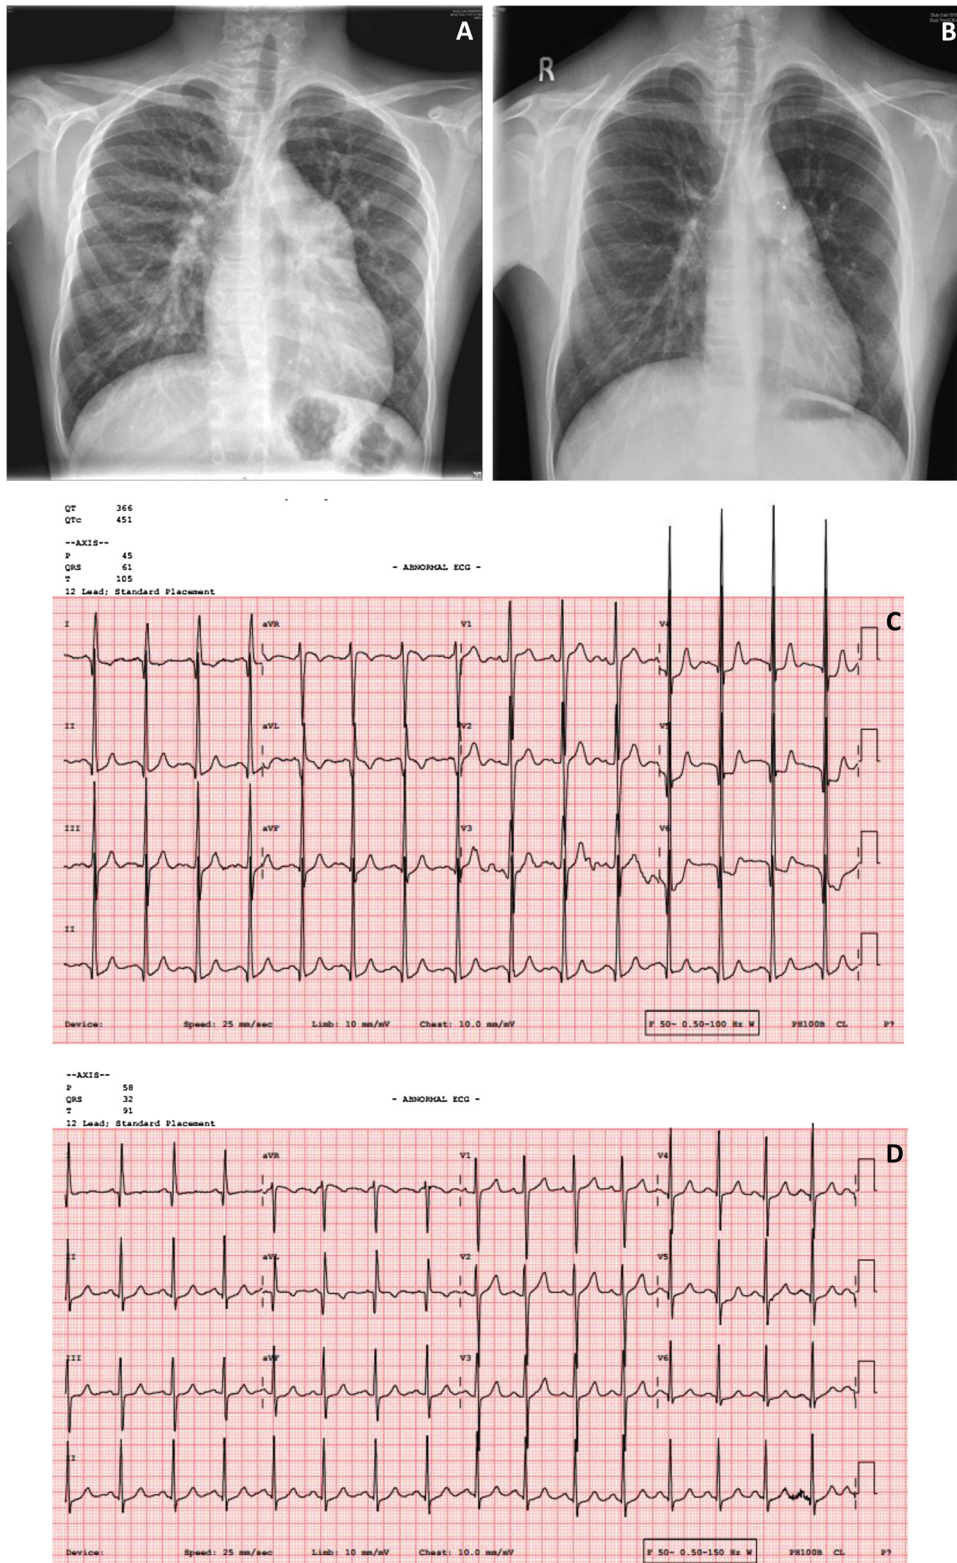 A
B
R
QT 366
QTc 451
--AXIS--
P 45
QRS 61
T 105
- ABNORMAL ECG -
12 Lead; Standard Placement
C
I aVR V1 V4
II aVL V2 V5
III aVF V3 V6
II
Device: Speed: 25 mm/sec Limb: 10 mm/mV Chest: 10.0 mm/mV F 50~ 0.50-100 Hz W PH100B CL P?
--AXIS--
P 58
QRS 32
T 91
- ABNORMAL ECG -
12 Lead; Standard Placement
D
I aVR V1 V4
II aVL V2 V5
III aVF V3 V6
II
Device: Speed: 25 mm/sec Limb: 10 mm/mV Chest: 10.0 mm/mV F 50~ 0.50-150 Hz W PH100B CL P?